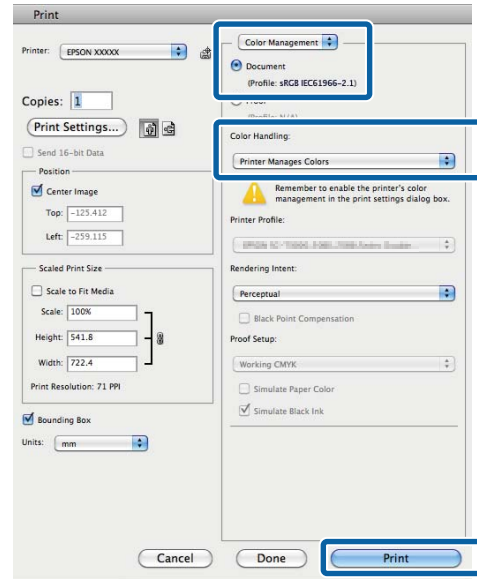 Print
Printer: EPSON XXXXX
Copies: 1
Print Settings...
Send 16-bit Data
Position
Center Image
Top: -125.412
Left: -259.115
Scaled Print Size
Scale to Fit Media
Scale: 100%
Height: 541.8
Width: 722.4
Print Resolution: 71 PPI
Bounding Box
Units: mm
Color Management
Document
(Profile: sRGB IEC61966-2.1)
Color Handling:
Printer Manages Colors
Remember to enable the printer's color
management in the print settings dialog box.
Printer Profile:
Rendering Intent:
Perceptual
Black Point Compensation
Proof Setup:
Working CMYK
Simulate Paper Color
Simulate Black Ink
Cancel
Done
Print